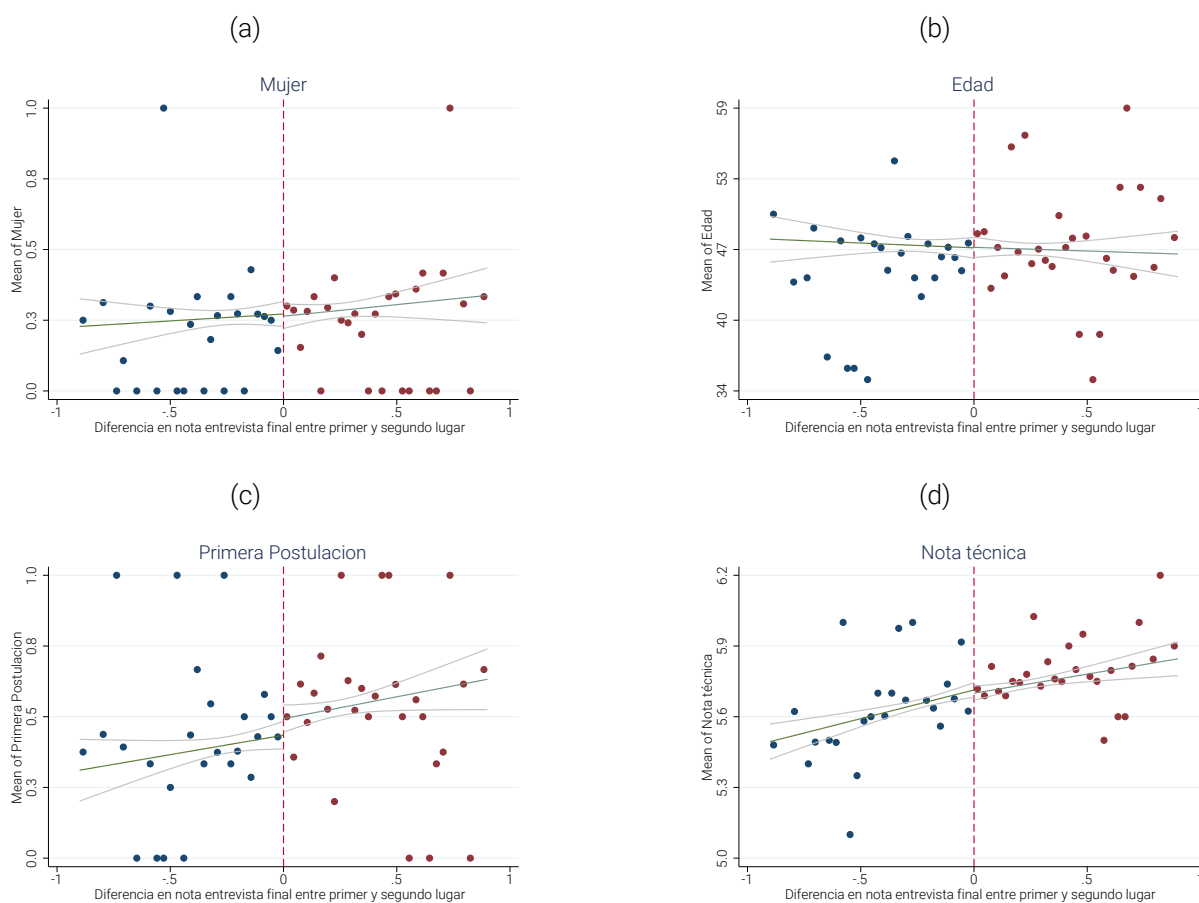 (a)
Mujer
Mean of Mujer
1.0
0.8
0.5
0.3
0.0
-1
-.5
0
.5
1
Diferencia en nota entrevista final entre primer y segundo lugar
(b)
Edad
Mean of Edad
59
53
47
40
34
-1
-.5
0
.5
1
Diferencia en nota entrevista final entre primer y segundo lugar
(c)
Primera Postulacion
Mean of Primera Postulacion
1.0
0.8
0.5
0.3
0.0
-1
-.5
0
.5
1
Diferencia en nota entrevista final entre primer y segundo lugar
(d)
Nota técnica
Mean of Nota técnica
6.2
5.9
5.6
5.3
5.0
-1
-.5
0
.5
1
Diferencia en nota entrevista final entre primer y segundo lugar